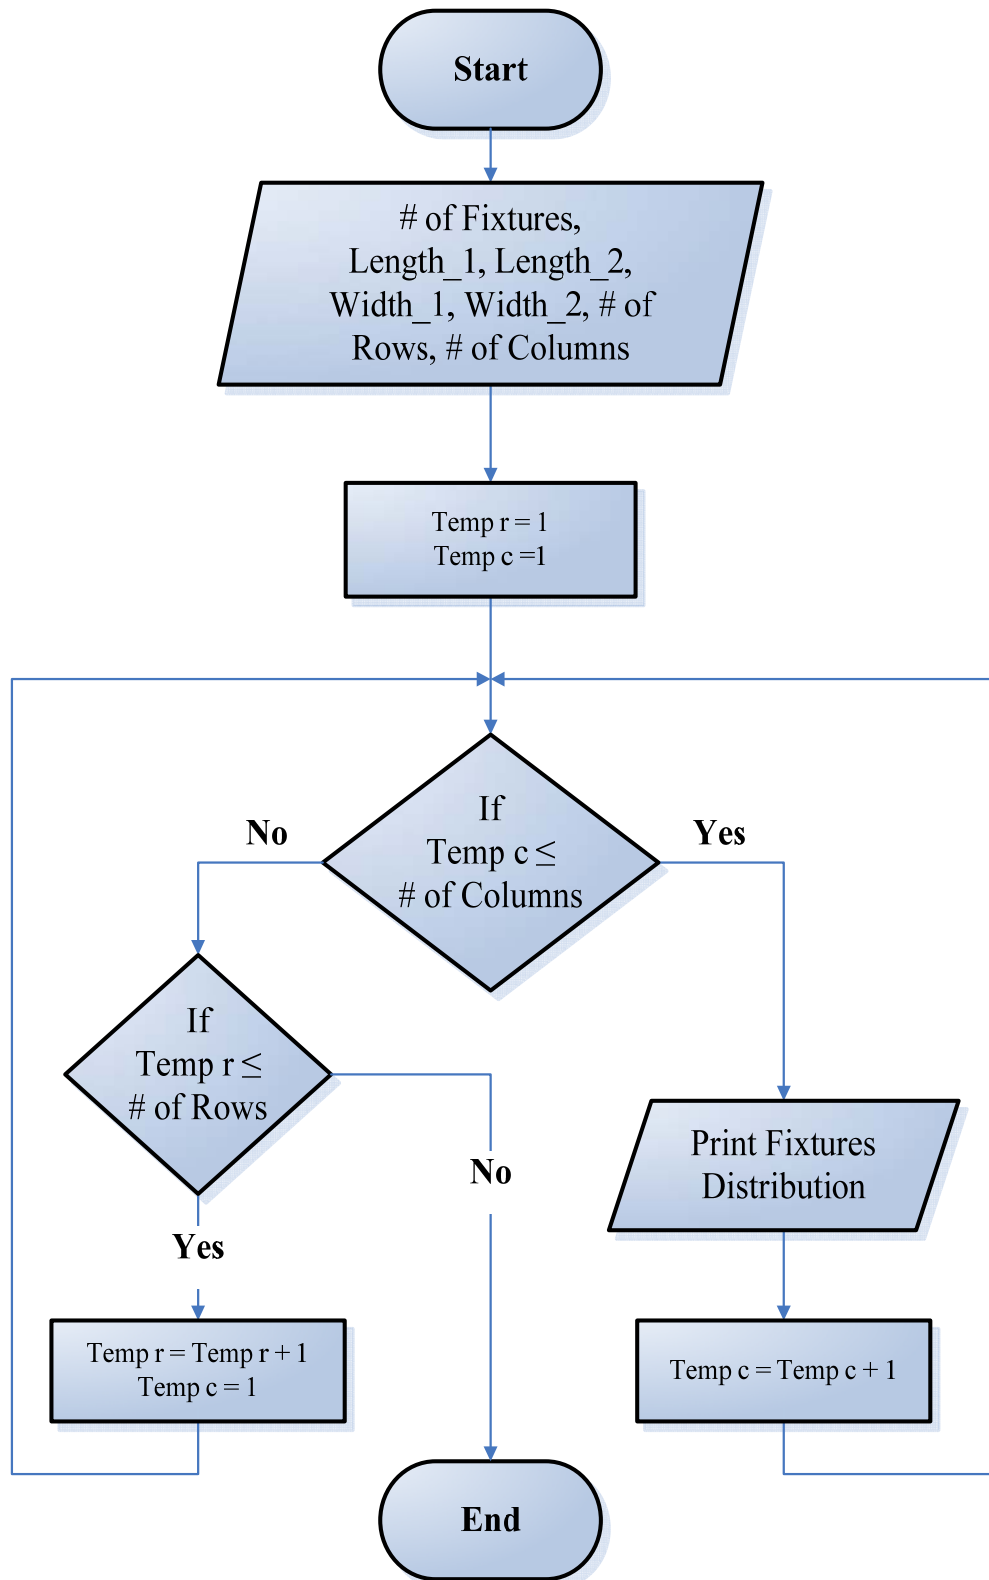 Start
# of Fixtures,
Length_1, Length_2,
Width_1, Width_2, # of
Rows, # of Columns
Temp r = 1
Temp c =1
If
Temp c ≤
# of Columns
No
Yes
If
Temp r ≤
# of Rows
No
Yes
Print Fixtures
Distribution
Temp r = Temp r + 1
Temp c = 1
Temp c = Temp c + 1
End